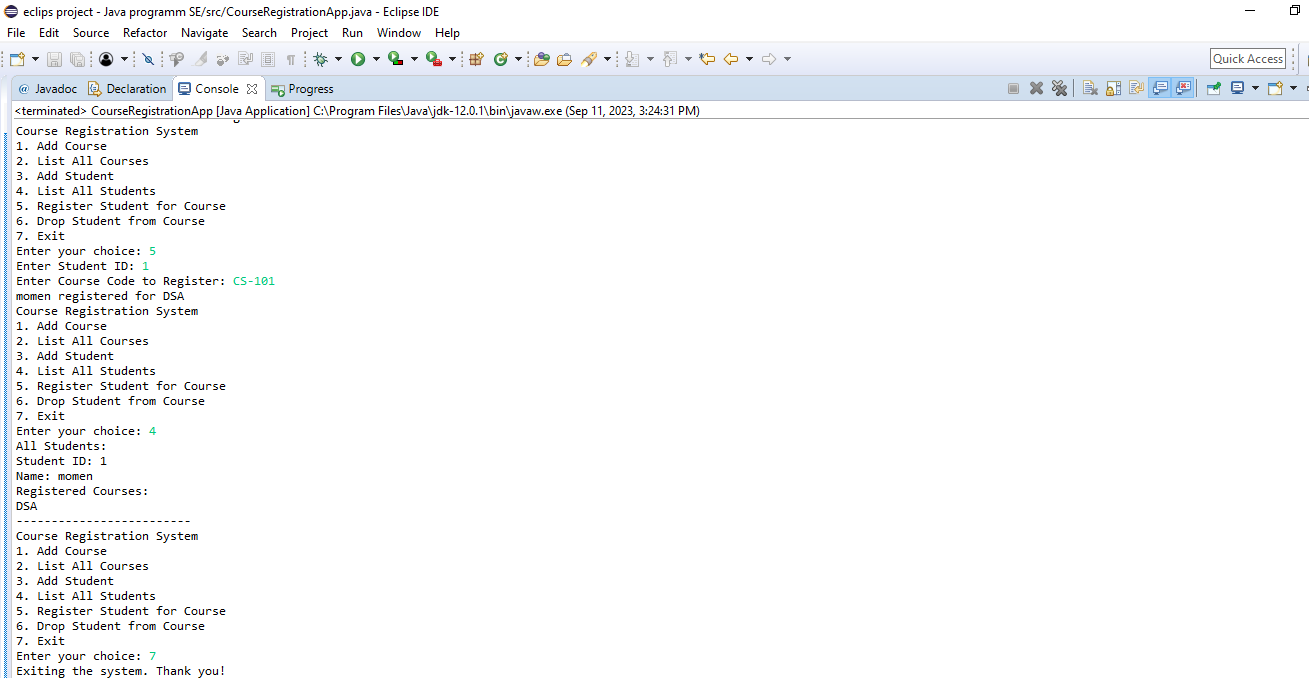 eclips project - Java programm SE/src/CourseRegistrationApp.java - Eclipse IDE
File Edit Source Refactor Navigate Search Project Run Window Help
Quick Access
@ Javadoc Declaration Console Progress
<terminated> CourseRegistrationApp [Java Application] C:\Program Files\Java\jdk-12.0.1\bin\javaw.exe (Sep 11, 2023, 3:24:31 PM)
Course Registration System
1. Add Course
2. List All Courses
3. Add Student
4. List All Students
5. Register Student for Course
6. Drop Student from Course
7. Exit
Enter your choice: 5
Enter Student ID: 1
Enter Course Code to Register: CS-101
momen registered for DSA
Course Registration System
1. Add Course
2. List All Courses
3. Add Student
4. List All Students
5. Register Student for Course
6. Drop Student from Course
7. Exit
Enter your choice: 4
All Students:
Student ID: 1
Name: momen
Registered Courses:
DSA
-------------------------
Course Registration System
1. Add Course
2. List All Courses
3. Add Student
4. List All Students
5. Register Student for Course
6. Drop Student from Course
7. Exit
Enter your choice: 7
Exiting the system. Thank you!